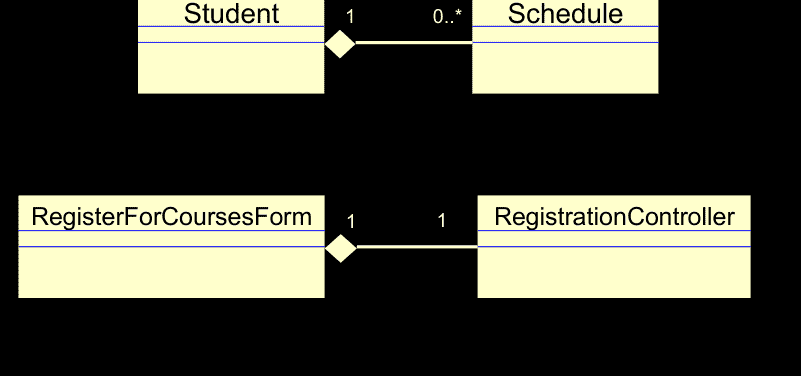 Student 1 0..* Schedule
RegisterForCoursesForm 1 1 RegistrationController